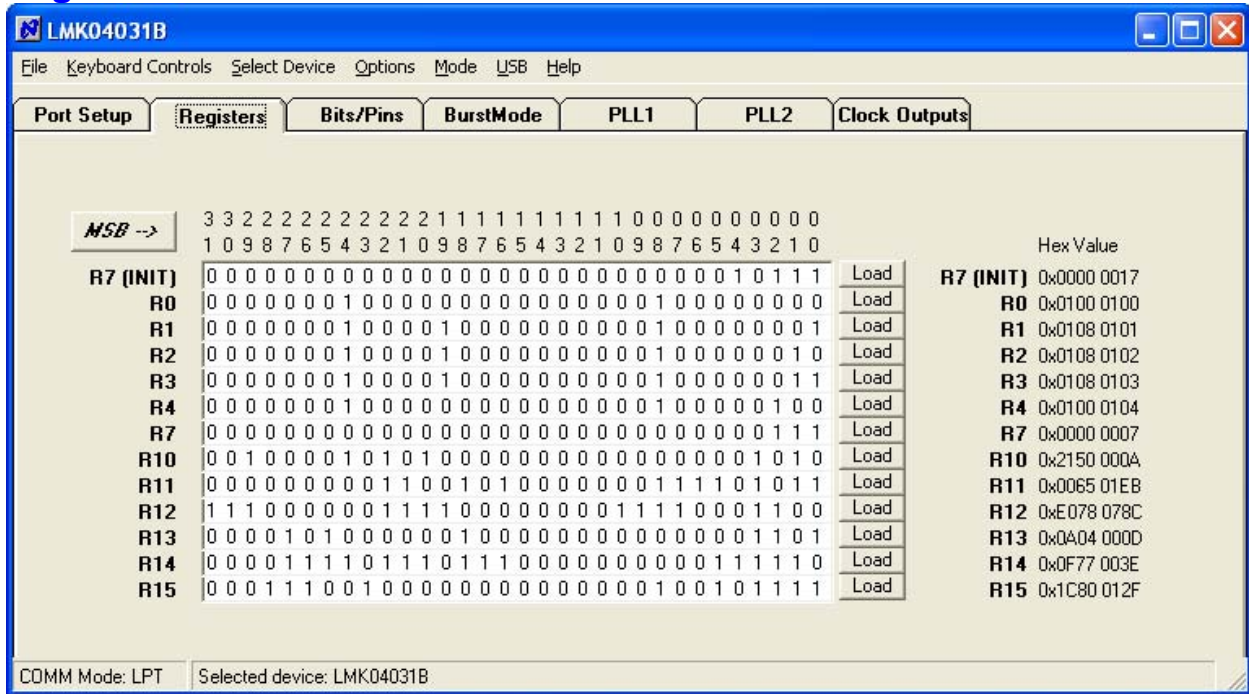 LMK04031B
File Keyboard Controls Select Device Options Mode USB Help
Port Setup Registers Bits/Pins BurstMode PLL1 PLL2 Clock Outputs
3 3 2 2 2 2 2 2 2 2 2 2 1 1 1 1 1 1 1 1 1 1 0 0 0 0 0 0 0 0 0 0
MSB -->
1 0 9 8 7 6 5 4 3 2 1 0 9 8 7 6 5 4 3 2 1 0 9 8 7 6 5 4 3 2 1 0 Hex Value
R7 (INIT) 0 0 0 0 0 0 0 0 0 0 0 0 0 0 0 0 0 0 0 0 0 0 0 0 0 0 0 1 0 1 1 1 Load R7 (INIT) 0x0000 0017
R0 0 0 0 0 0 0 0 1 0 0 0 0 0 0 0 0 0 0 0 0 0 0 0 1 0 0 0 0 0 0 0 0 Load R0 0x0100 0100
R1 0 0 0 0 0 0 0 1 0 0 0 0 1 0 0 0 0 0 0 0 0 0 0 1 0 0 0 0 0 0 0 1 Load R1 0x0108 0101
R2 0 0 0 0 0 0 0 1 0 0 0 0 1 0 0 0 0 0 0 0 0 0 0 1 0 0 0 0 0 0 1 0 Load R2 0x0108 0102
R3 0 0 0 0 0 0 0 1 0 0 0 0 1 0 0 0 0 0 0 0 0 0 0 1 0 0 0 0 0 0 1 1 Load R3 0x0108 0103
R4 0 0 0 0 0 0 0 1 0 0 0 0 0 0 0 0 0 0 0 0 0 0 0 1 0 0 0 0 0 1 0 0 Load R4 0x0100 0104
R7 0 0 0 0 0 0 0 0 0 0 0 0 0 0 0 0 0 0 0 0 0 0 0 0 0 0 0 0 0 1 1 1 Load R7 0x0000 0007
R10 0 0 1 0 0 0 0 1 0 1 0 1 0 0 0 0 0 0 0 0 0 0 0 0 0 0 0 0 1 0 1 0 Load R10 0x2150 000A
R11 0 0 0 0 0 0 0 0 0 1 1 0 0 1 0 1 0 0 0 0 0 0 0 1 1 1 1 0 1 0 1 1 Load R11 0x0065 01EB
R12 1 1 1 0 0 0 0 0 0 1 1 1 1 0 0 0 0 0 0 0 0 1 1 1 1 0 0 0 1 1 0 0 Load R12 0xE078 078C
R13 0 0 0 0 1 0 1 0 0 0 0 0 0 1 0 0 0 0 0 0 0 0 0 0 0 0 0 0 1 1 0 1 Load R13 0x0A04 000D
R14 0 0 0 0 1 1 1 1 0 1 1 1 0 1 1 1 0 0 0 0 0 0 0 0 0 0 1 1 1 1 1 0 Load R14 0x0F77 003E
R15 0 0 0 1 1 1 0 0 1 0 0 0 0 0 0 0 0 0 0 0 0 0 0 1 0 0 1 0 1 1 1 1 Load R15 0x1C80 012F
COMM Mode: LPT Selected device: LMK04031B